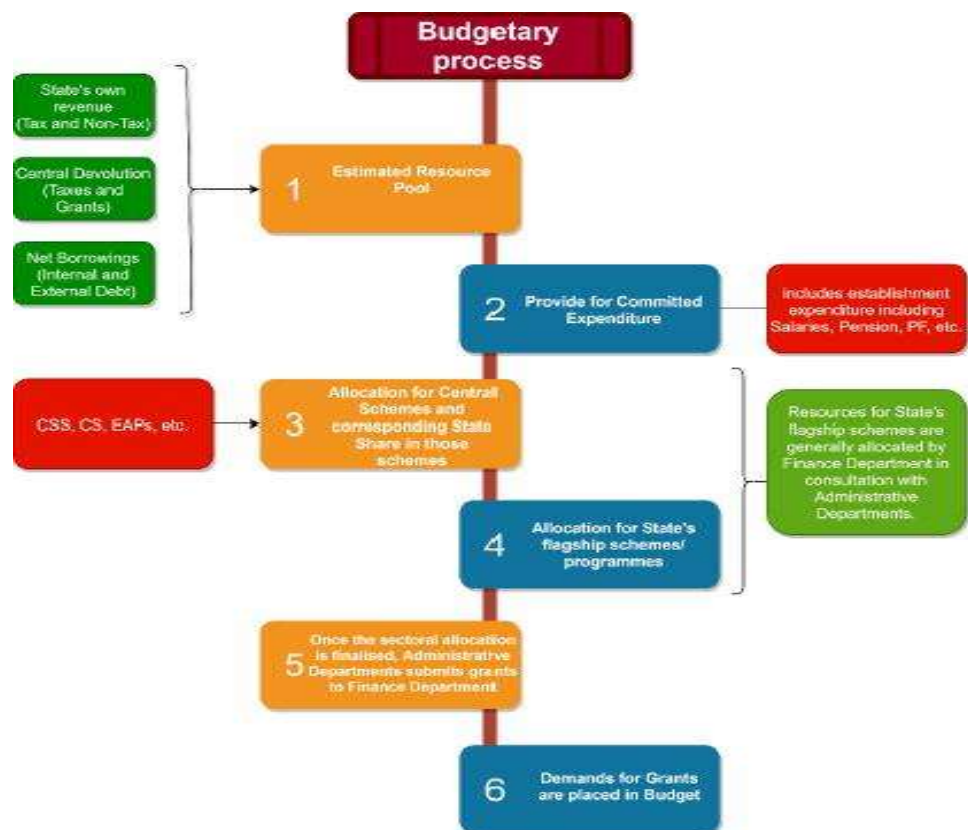 Budgetary
process
State's own
revenue
(Tax and Non-Tax)
Central Devolution
(Taxes and
Grants)
Net Borrowings
(Internal and
External Debt)
1
Estimated Resource
Pool
2
Provide for Committed
Expenditure
Includes establishment
expenditure including
Salaries, Pension, PF, etc.
CSS, CS, EAPs, etc.
3
Allocation for Central
Schemes and
corresponding State
Share in those
schemes
Resources for State's
flagship schemes are
generally allocated by
Finance Department in
consultation with
Administrative
Departments.
4
Allocation for State's
flagship schemes/
programmes
5
Once the sectoral allocation
is finalised, Administrative
Departments submits grants
to Finance Department
6
Demands for Grants
are placed in Budget